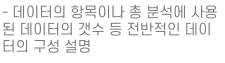 - 데이터의 항목이나 총 분석에 사용
된 데이터의 갯수 등 전반적인 데이
터의 구성 설명